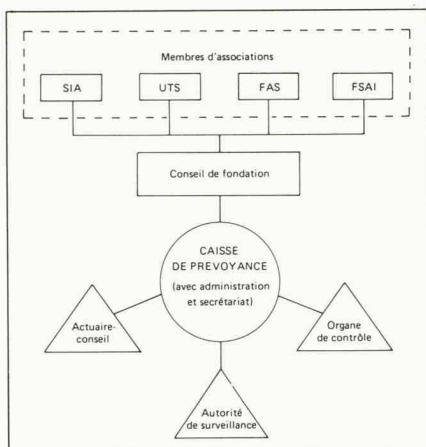 Membres d'associations
SIA
UTS
FAS
FSAI
Conseil de fondation
CAISSE
DE PREVOYANCE
(avec administration
et secrétariat)
Actuaire-
conseil
Organe
de contrôle
Autorité
de surveillance